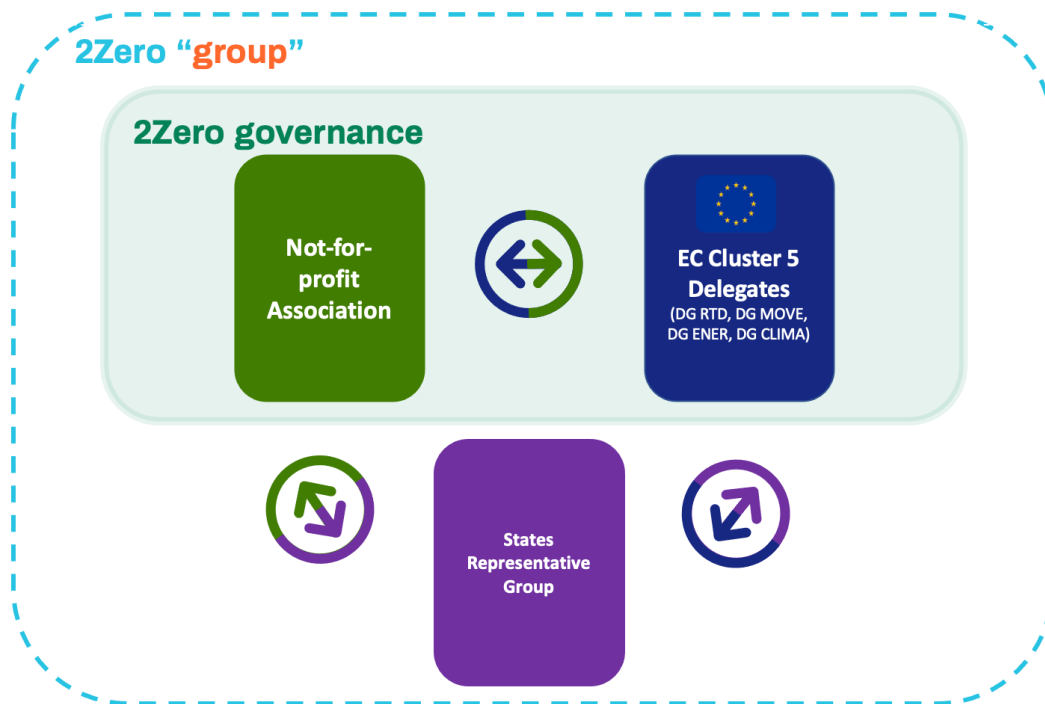 2Zero “group”
2Zero governance
Not-for-
profit
Association
EC Cluster 5
Delegates
(DG RTD, DG MOVE,
DG ENER, DG CLIMA)
States
Representative
Group